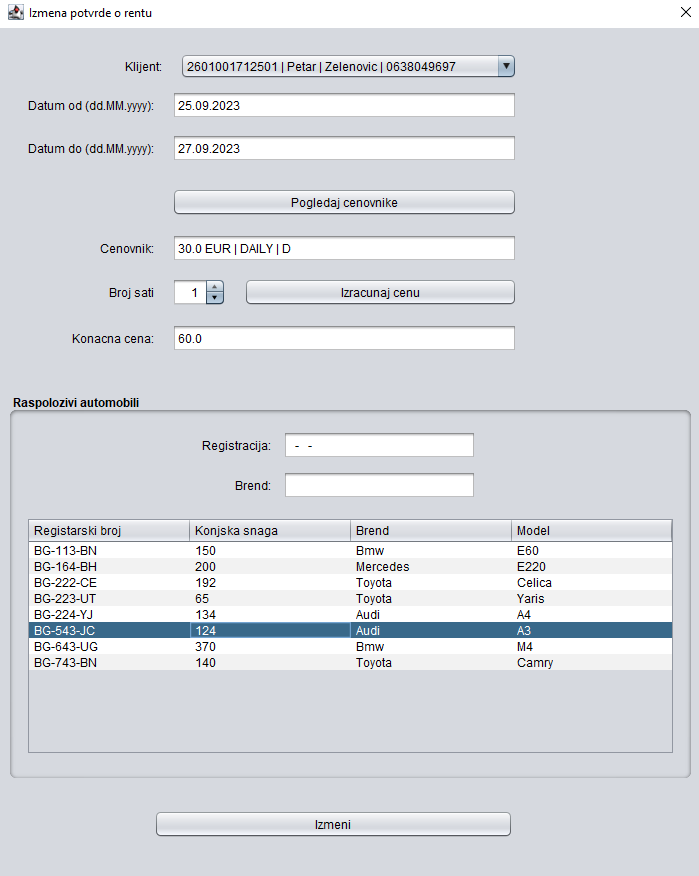 Izmena potvrde o rentu
Klijent: 2601001712501 | Petar | Zelenovic | 0638049697
Datum od (dd.MM.yyyy): 25.09.2023
Datum do (dd.MM.yyyy): 27.09.2023
Pogledaj cenovnike
Cenovnik: 30.0 EUR | DAILY | D
Broj sati 1 Izracunaj cenu
Konacna cena: 60.0
Raspolozivi automobili
Registracija: - -
Brend:
Registarski broj Konjska snaga Brend Model
BG-113-BN 150 Bmw E60
BG-164-BH 200 Mercedes E220
BG-222-CE 192 Toyota Celica
BG-223-UT 65 Toyota Yaris
BG-224-YJ 134 Audi A4
BG-543-JC 124 Audi A3
BG-643-UG 370 Bmw M4
BG-743-BN 140 Toyota Camry
Izmeni